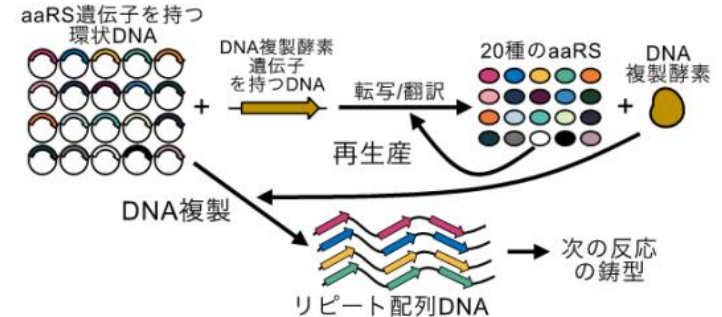 aaRS遺伝子を持つ
環状DNA
+
DNA複製酵素
遺伝子
を持つDNA
転写/翻訳
20種のaaRS
+
DNA
複製酵素
再生産
DNA複製
リピート配列DNA
次の反応
の鋳型